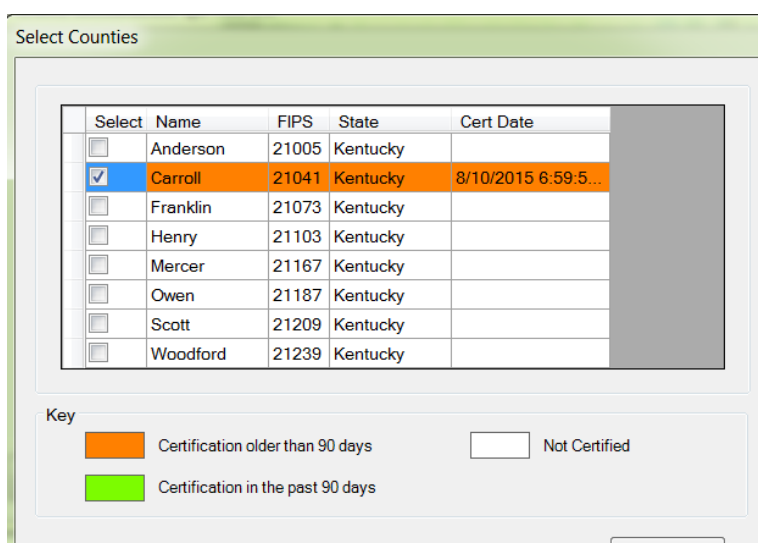 Select Counties
Select Name FIPS State Cert Date
Anderson 21005 Kentucky
Carroll 21041 Kentucky 8/10/2015 6:59:5...
Franklin 21073 Kentucky
Henry 21103 Kentucky
Mercer 21167 Kentucky
Owen 21187 Kentucky
Scott 21209 Kentucky
Woodford 21239 Kentucky
Key
Certification older than 90 days Not Certified
Certification in the past 90 days